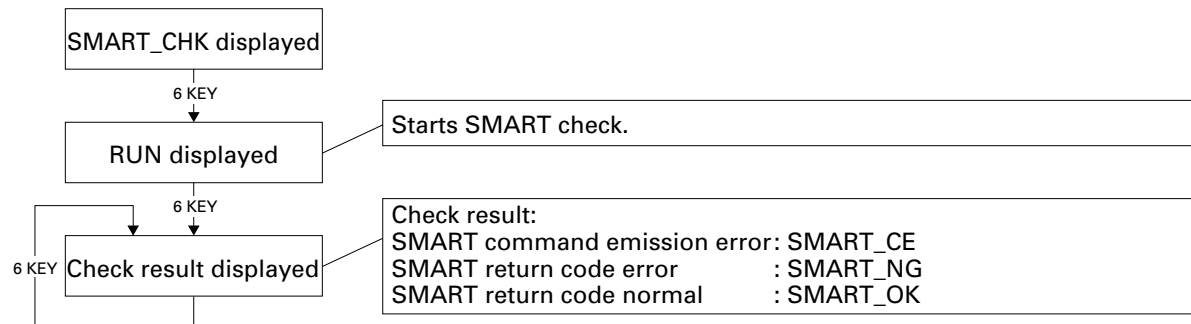 SMART_CHK displayed
6 KEY
RUN displayed
Starts SMART check.
6 KEY
6 KEY
Check result displayed
Check result:
SMART command emission error: SMART_CE
SMART return code error : SMART_NG
SMART return code normal : SMART_OK